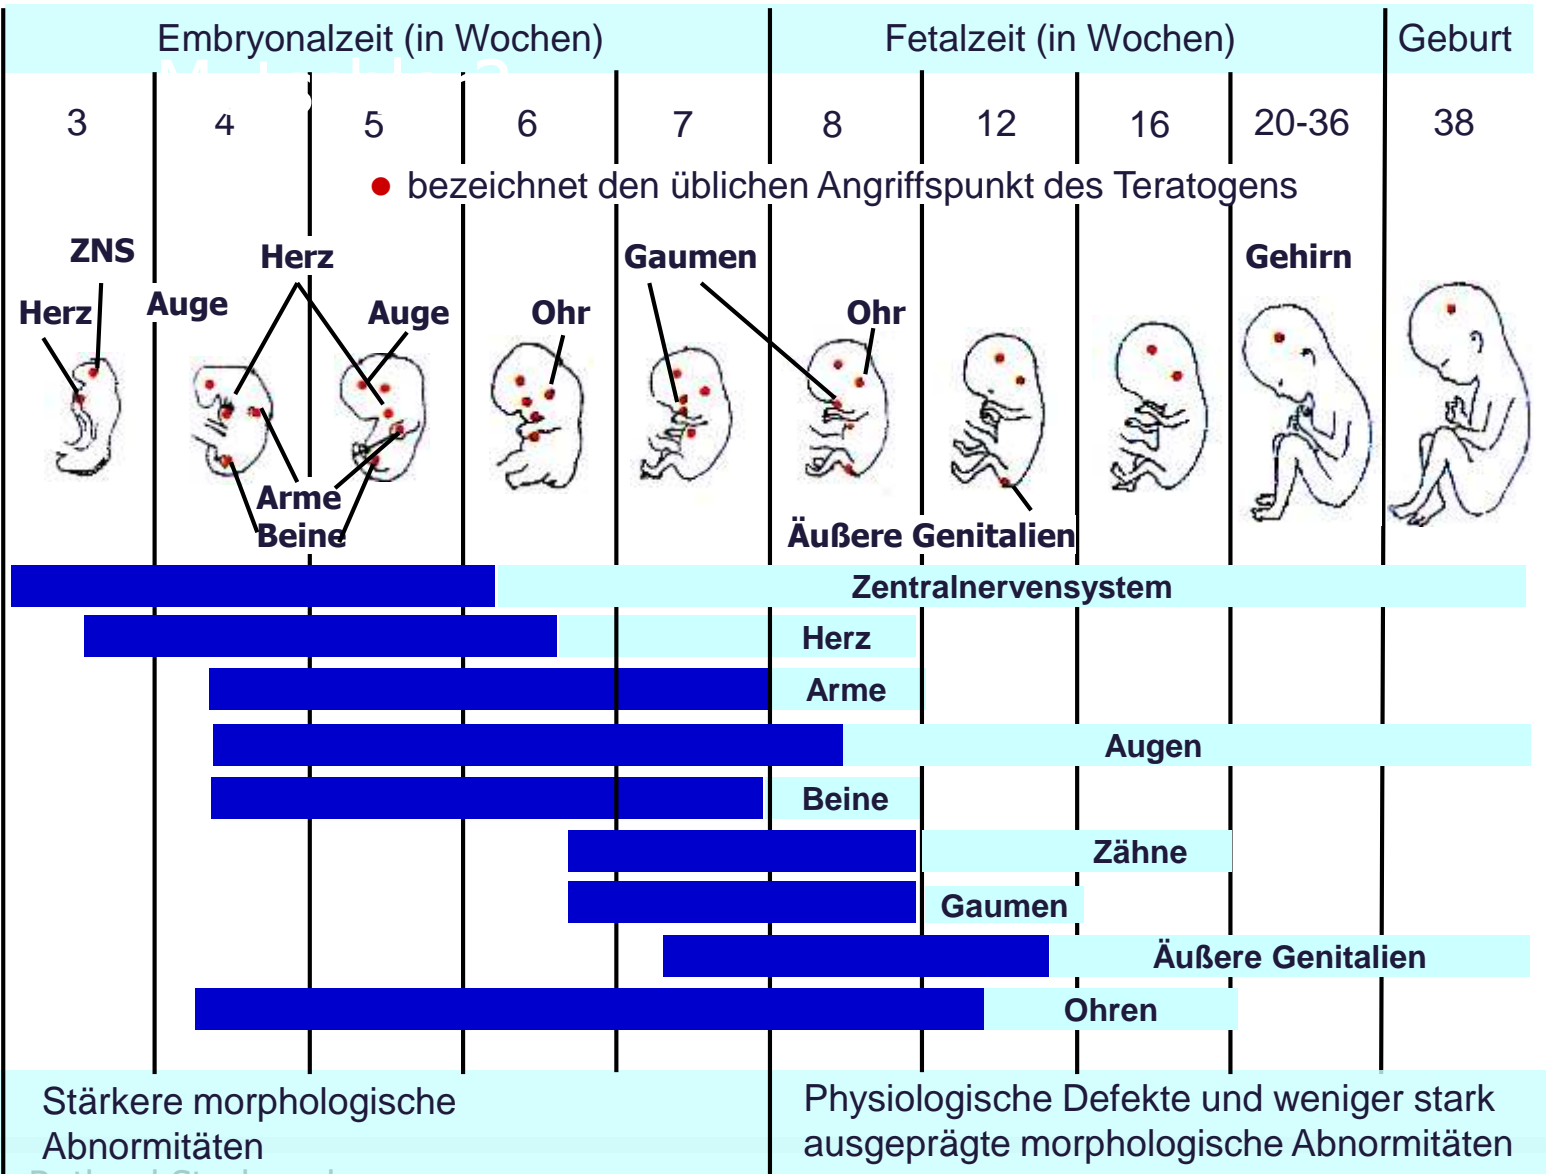 Embryonalzeit (in Wochen) Fetalzeit (in Wochen) Geburt
3 4 5 6 7 8 12 16 20-36 38
bezeichnet den üblichen Angriffspunkt des Teratogens
ZNS Herz Gaumen Gehirn
Herz Auge Auge Ohr Ohr
Arme
Beine Äußere Genitalien
Zentralnervensystem
Herz
Arme
Augen
Beine
Zähne
Gaumen
Äußere Genitalien
Ohren
Stärkere morphologische
Abnormitäten
Physiologische Defekte und weniger stark
ausgeprägte morphologische Abnormitäten